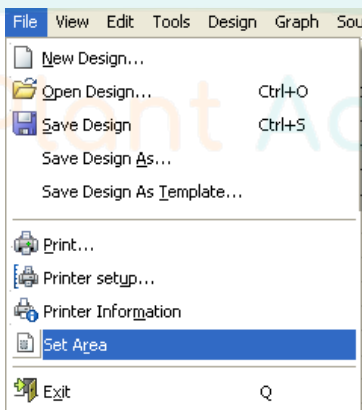 File View Edit Tools Design Graph Sou
New Design...
Open Design... Ctrl+O
Save Design Ctrl+S
Save Design As...
Save Design As Template...
Print...
Printer setup...
Printer Information
Set Area
Exit Q